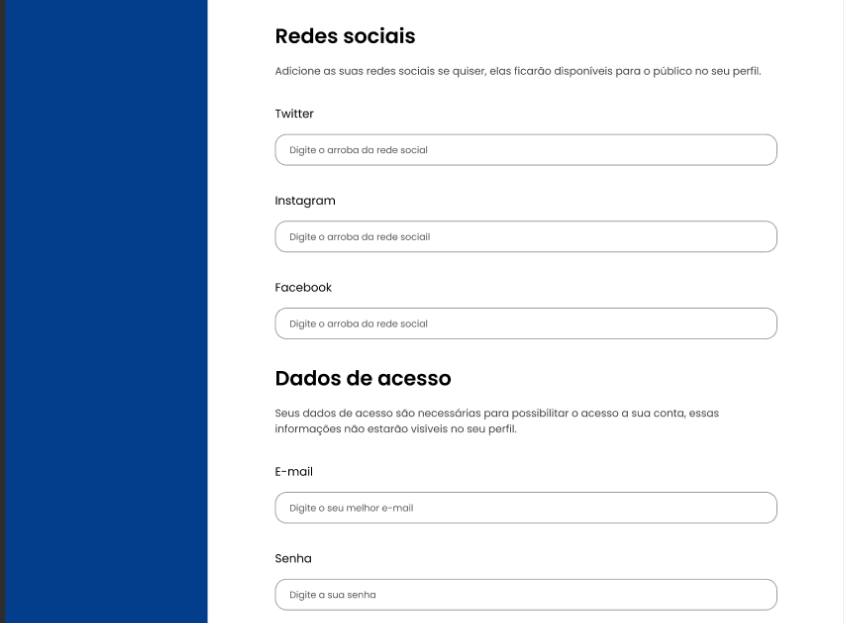 Redes sociais
Adicione as suas redes sociais se quiser, elas ficarão disponíveis para o público no seu perfil.
Twitter
Digite o arroba da rede social
Instagram
Digite o arroba da rede sociail
Facebook
Digite o arroba da rede social
Dados de acesso
Seus dados de acesso são necessárias para possibilitar o acesso a sua conta, essas
informações não estarão visíveis no seu perfil.
E-mail
Digite o seu melhor e-mail
Senha
Digite a sua senha